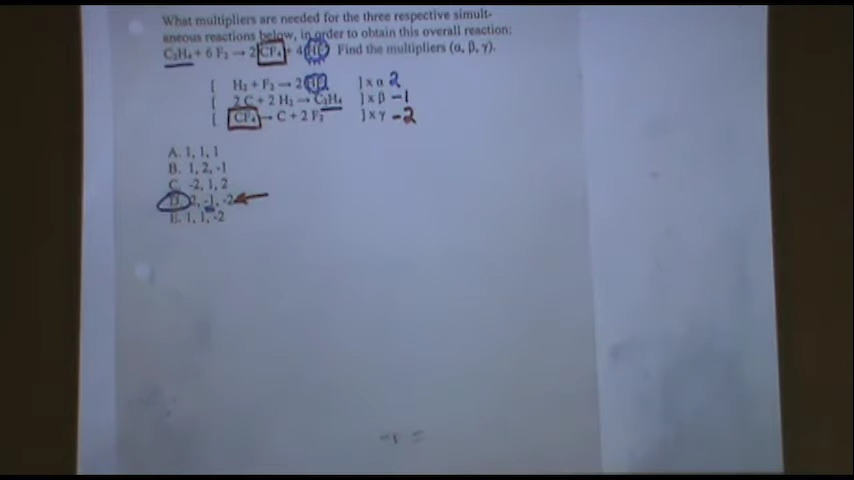 What multipliers are needed for the three respective simult-
aneous reactions below, in order to obtain this overall reaction:
C₂H₄ + 6 F₂ → 2 CF₄ + 4 HF Find the multipliers (α, β, γ).
[ H₂ + F₂ → 2 HF ] x α 2
[ 2 C + 2 H₂ → C₂H₄ ] x β -1
[ CF₄ → C + 2 F₂ ] x γ -2
A. 1, 1, 1
B. 1, 2, -1
C. -2, 1, 2
D. 2, -1, -2
E. 1, 1, -2